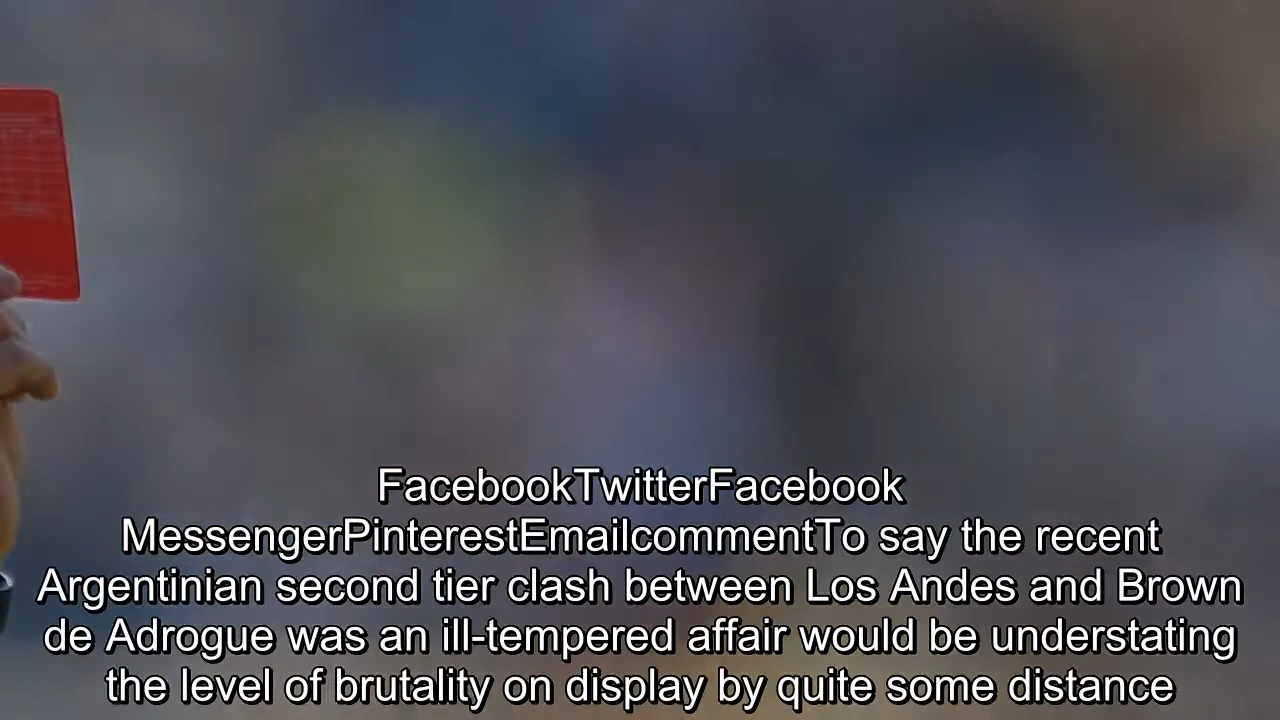 FacebookTwitterFacebook
MessengerPinterestEmailcommentTo say the recent
Argentinian second tier clash between Los Andes and Brown
de Adrogue was an ill-tempered affair would be understating
the level of brutality on display by quite some distance